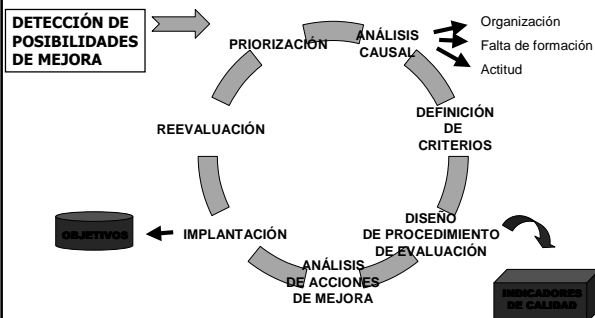 DETECCIÓN DE
POSIBILIDADES
DE MEJORA
PRIORIZACIÓN
ANÁLISIS
CAUSAL
Organización
Falta de formación
Actitud
DEFINICIÓN
DE
CRITERIOS
DISEÑO
DE PROCEDIMIENTO
DE EVALUACIÓN
INDICADORES
DE CALIDAD
ANÁLISIS
DE ACCIONES
DE MEJORA
IMPLANTACIÓN
OBJETIVOS
REEVALUACIÓN